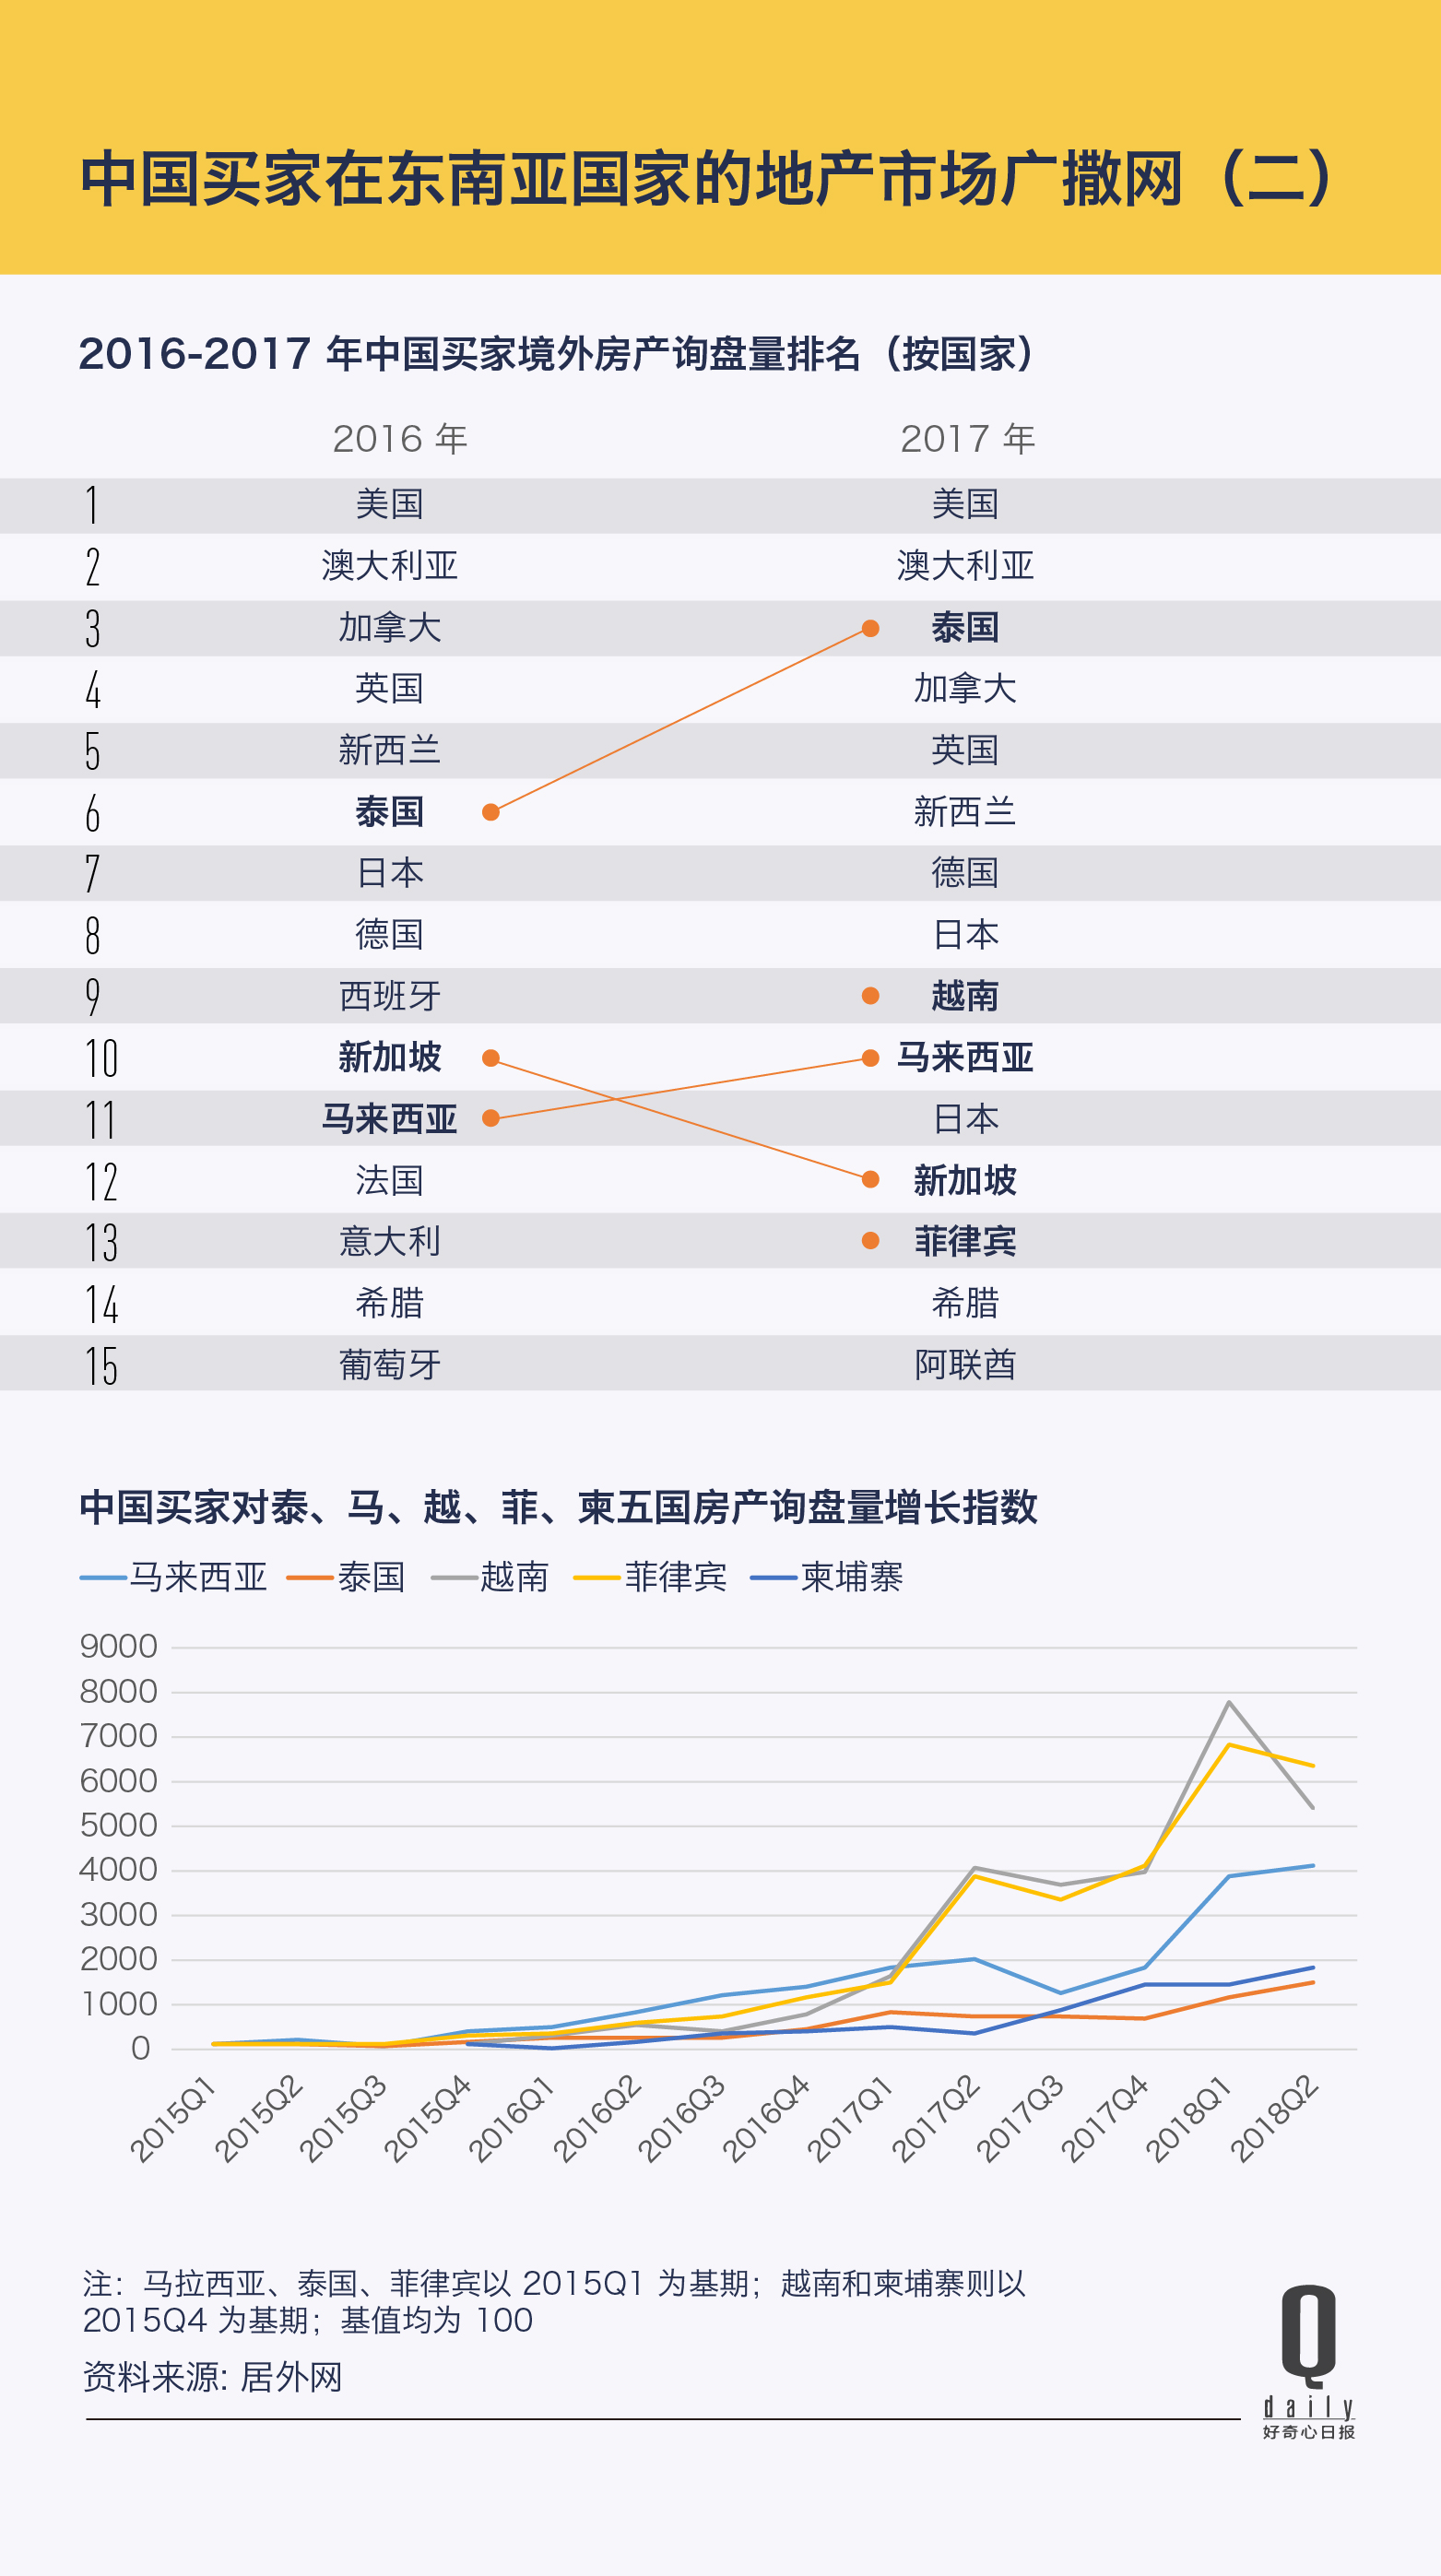 中国买家在东南亚国家的地产市场广撒网（二）
2016-2017 年中国买家境外房产询盘量排名（按国家）
2016 年 2017 年
1 美国 美国
2 澳大利亚 澳大利亚
3 加拿大 泰国
4 英国 加拿大
5 新西兰 英国
6 泰国 新西兰
7 日本 德国
8 德国 日本
9 西班牙 越南
10 新加坡 马来西亚
11 马来西亚 日本
12 法国 新加坡
13 意大利 菲律宾
14 希腊 希腊
15 葡萄牙 阿联酋
中国买家对泰、马、越、菲、柬五国房产询盘量增长指数
马来西亚 泰国 越南 菲律宾 柬埔寨
9000
8000
7000
6000
5000
4000
3000
2000
1000
0
2015Q1 2015Q2 2015Q3 2015Q4 2016Q1 2016Q2 2016Q3 2016Q4 2017Q1 2017Q2 2017Q3 2017Q4 2018Q1 2018Q2
注：马拉西亚、泰国、菲律宾以 2015Q1 为基期；越南和柬埔寨则以
2015Q4 为基期；基值均为 100
资料来源: 居外网
Q
daily
好奇心日报